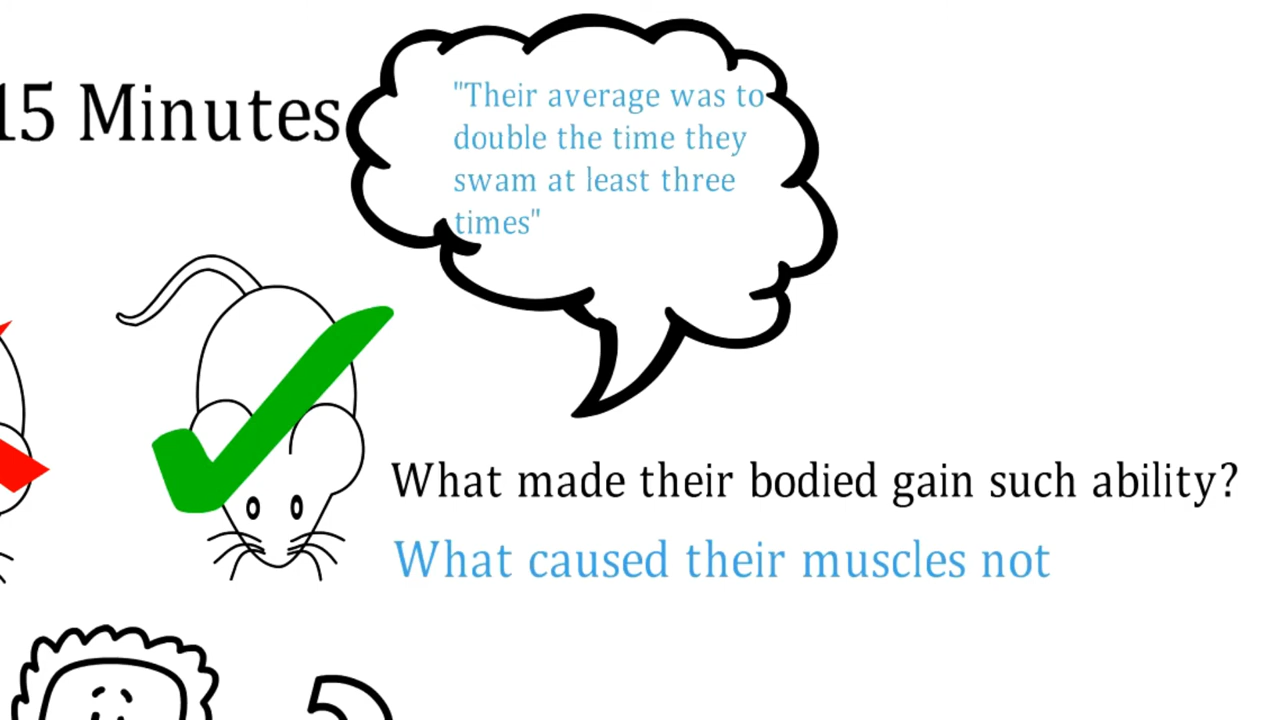 15 Minutes
"Their average was to
double the time they
swam at least three
times"
What made their bodied gain such ability?
What caused their muscles not